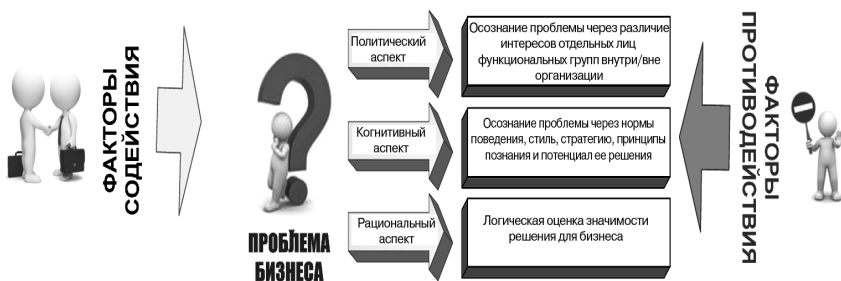 ФАКТОРЫ
СОДЕЙСТВИЯ
ПРОБЛЕМА
БИЗНЕСА
Политический
аспект
Осознание проблемы через различие
интересов отдельных лиц
функциональных групп внутри/вне
организации
Когнитивный
аспект
Осознание проблемы через нормы
поведения, стиль, стратегию, принципы
познания и потенциал ее решения
Рациональный
аспект
Логическая оценка значимости
решения для бизнеса
ФАКТОРЫ
ПРОТИВОДЕЙСТВИЯ